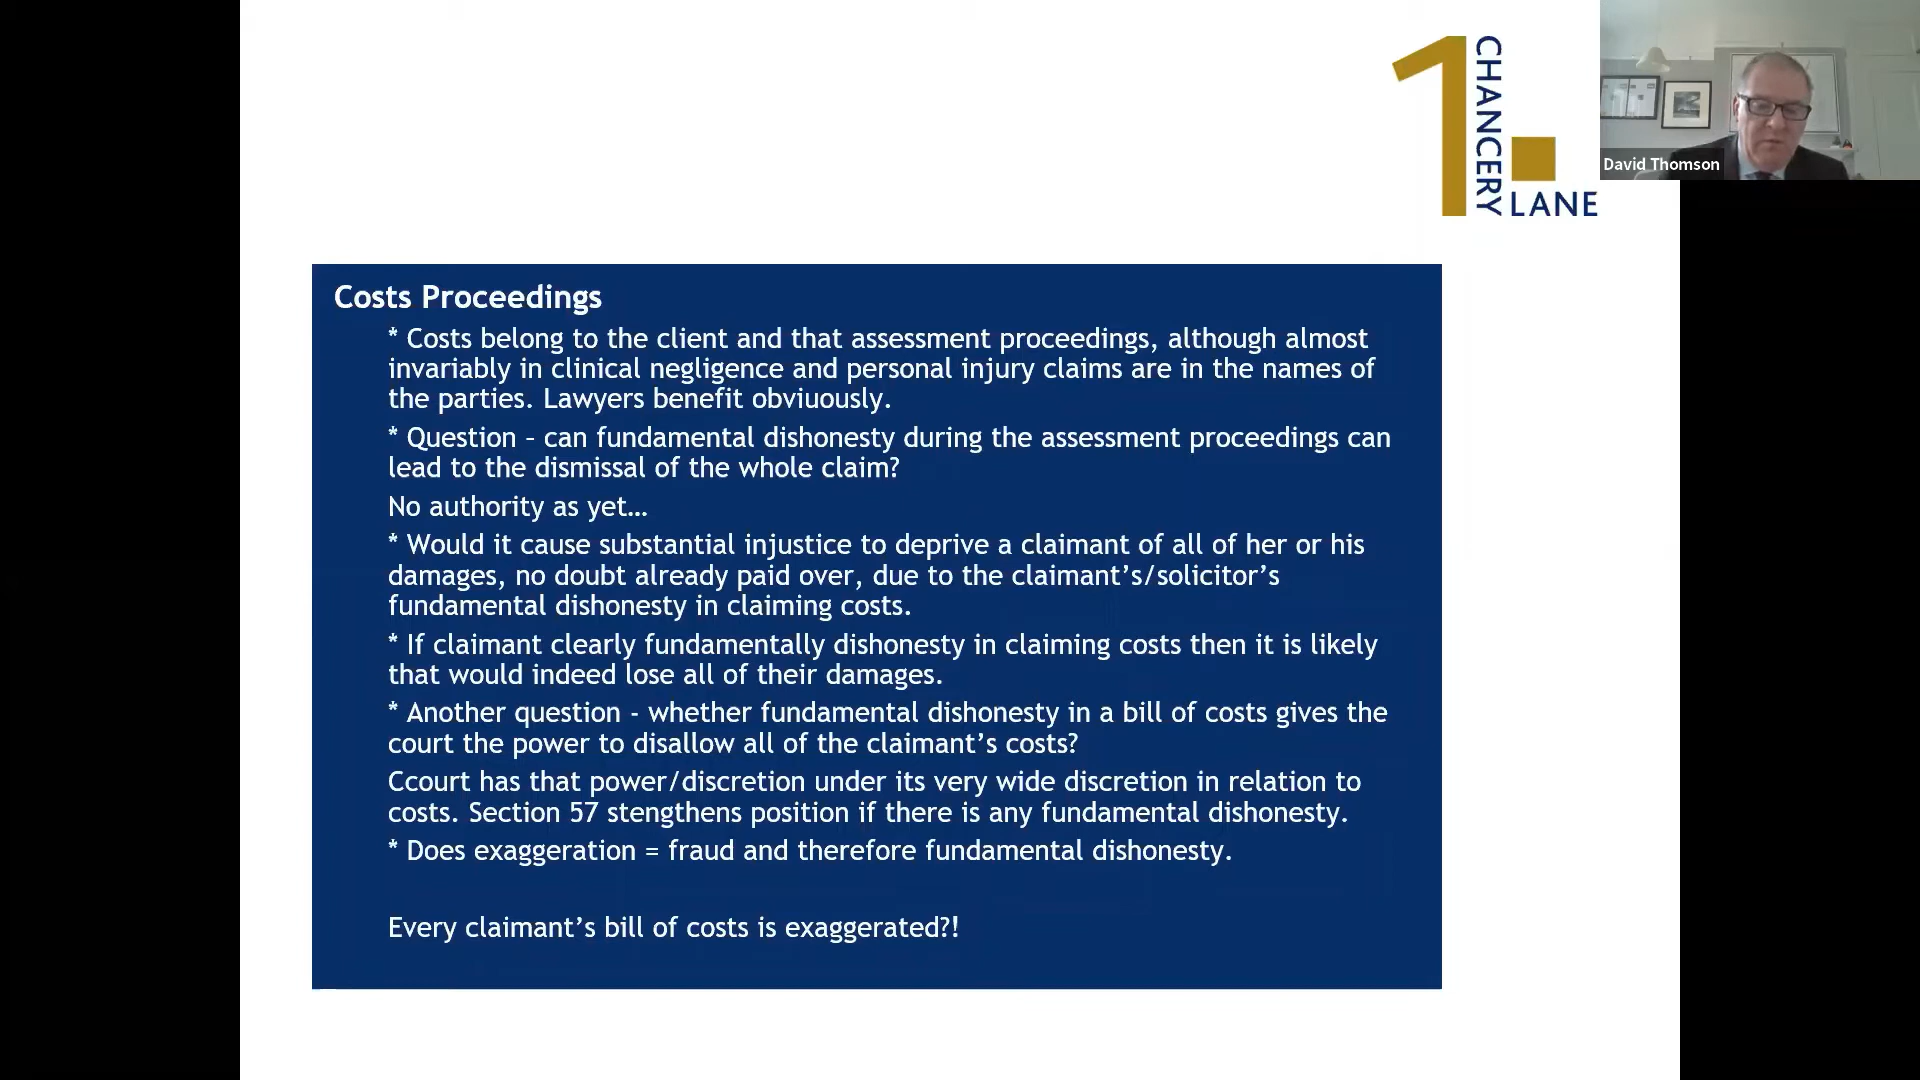 1 CHANCERY LANE
David Thomson
Costs Proceedings
* Costs belong to the client and that assessment proceedings, although almost
invariably in clinical negligence and personal injury claims are in the names of
the parties. Lawyers benefit obviuously.
* Question – can fundamental dishonesty during the assessment proceedings can
lead to the dismissal of the whole claim?
No authority as yet…
* Would it cause substantial injustice to deprive a claimant of all of her or his
damages, no doubt already paid over, due to the claimant’s/solicitor’s
fundamental dishonesty in claiming costs.
* If claimant clearly fundamentally dishonesty in claiming costs then it is likely
that would indeed lose all of their damages.
* Another question - whether fundamental dishonesty in a bill of costs gives the
court the power to disallow all of the claimant’s costs?
Ccourt has that power/discretion under its very wide discretion in relation to
costs. Section 57 stengthens position if there is any fundamental dishonesty.
* Does exaggeration = fraud and therefore fundamental dishonesty.
Every claimant’s bill of costs is exaggerated?!